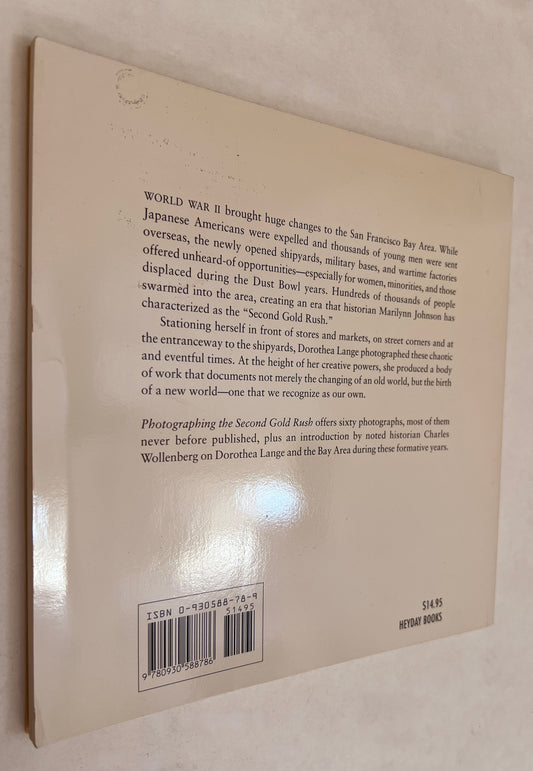 WORLD WAR II brought huge changes to the San Francisco Bay Area. While
Japanese Americans were expelled and thousands of young men were sent
overseas, the newly opened shipyards, military bases, and wartime factories
offered unheard-of opportunities—especially for women, minorities, and those
displaced during the Dust Bowl years. Hundreds of thousands of people
swarmed into the area, creating an era that historian Marilynn Johnson has
characterized as the “Second Gold Rush.”
Stationing herself in front of stores and markets, on street corners and at
the entranceway to the shipyards, Dorothea Lange photographed these chaotic
and eventful times. At the height of her creative powers, she produced a body
of work that documents not merely the changing of an old world, but the birth
of a new world—one that we recognize as our own.
Photographing the Second Gold Rush offers sixty photographs, most of them
never before published, plus an introduction by noted historian Charles
Wollenberg on Dorothea Lange and the Bay Area during these formative years.
ISBN 0-930588-78-9
51495
9 780930 588786
$14.95
HEYDAY BOOKS